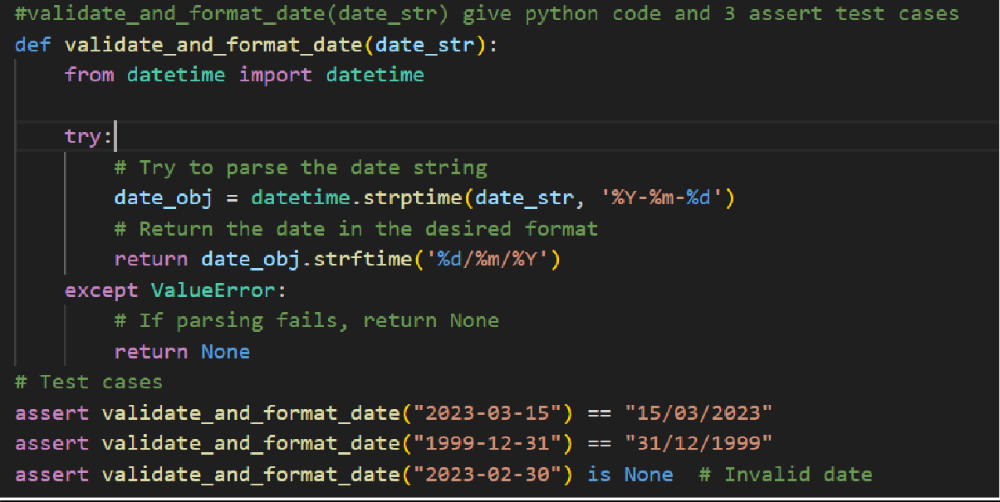 #validate_and_format_date(date_str) give python code and 3 assert test cases
def validate_and_format_date(date_str):
    from datetime import datetime

    try:
        # Try to parse the date string
        date_obj = datetime.strptime(date_str, '%Y-%m-%d')
        # Return the date in the desired format
        return date_obj.strftime('%d/%m/%Y')
    except ValueError:
        # If parsing fails, return None
        return None
# Test cases
assert validate_and_format_date("2023-03-15") == "15/03/2023"
assert validate_and_format_date("1999-12-31") == "31/12/1999"
assert validate_and_format_date("2023-02-30") is None  # Invalid date